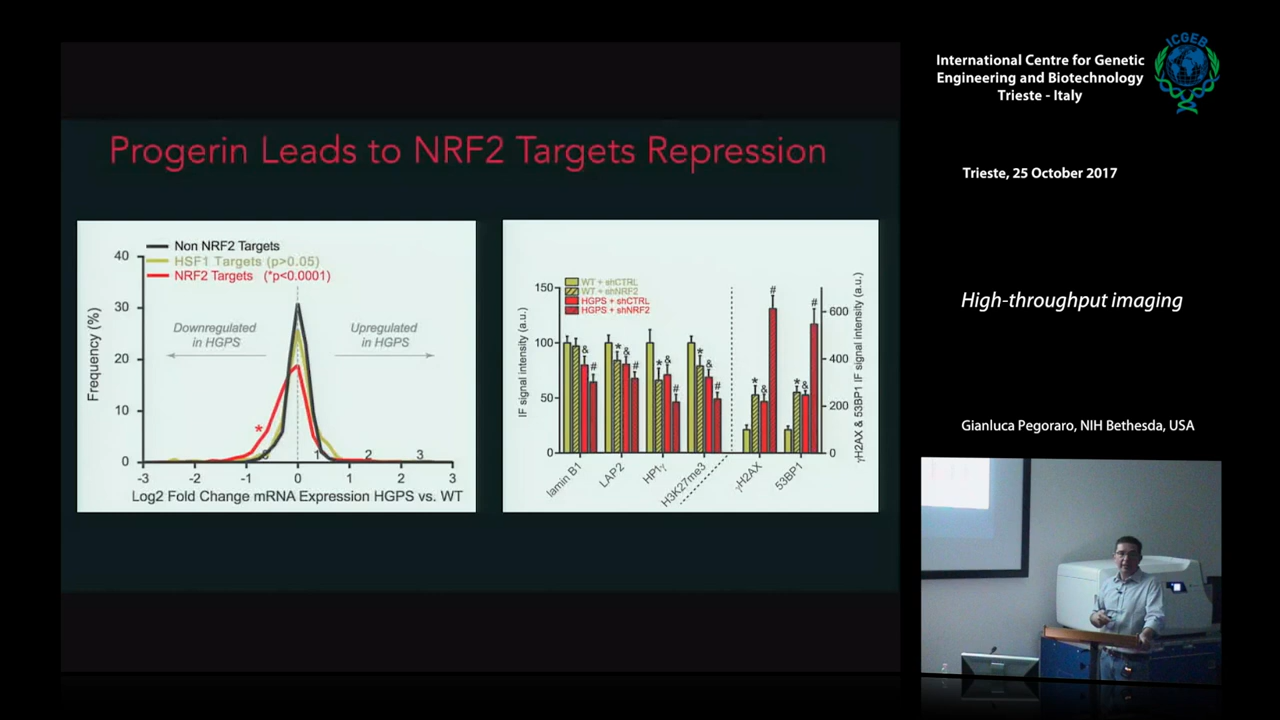 Progerin Leads to NRF2 Targets Repression
Non NRF2 Targets
HSF1 Targets (p>0.05)
NRF2 Targets (*p<0.0001)
Downregulated
in HGPS
Upregulated
in HGPS
Frequency (%)
40
30
20
10
0
*
1
2
3
-3
-2
-1
0
1
2
3
Log2 Fold Change mRNA Expression HGPS vs. WT
WT + shCTRL
WT + shNRF2
HGPS + shCTRL
HGPS + shNRF2
IF signal intensity (a.u.)
150
100
50
0
& #
* & #
* & #
* & #
* & #
* & #
600
400
200
0
γH2AX & 53BP1 IF signal intensity (a.u.)
lamin B1
LAP2
HP1γ
H3K27me3
γH2AX
53BP1
ICGEB
International Centre for Genetic
Engineering and Biotechnology
Trieste - Italy
Trieste, 25 October 2017
High-throughput imaging
Gianluca Pegoraro, NIH Bethesda, USA